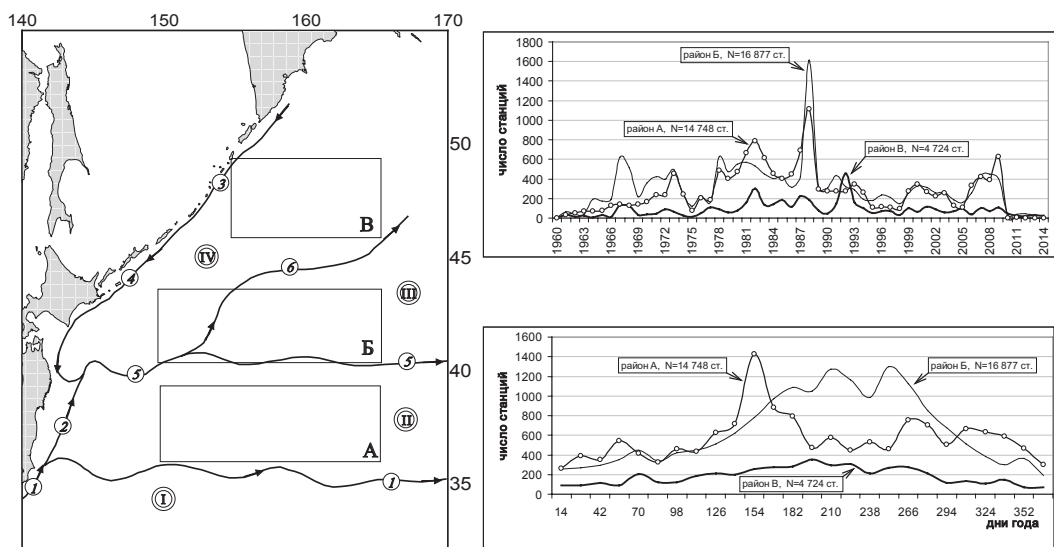 140 150 160 170
50
45
40
35
3
В
IV
4
6
III
Б
5
5
2
II
А
1
1
I
число станций
1800
1600
1400
1200
1000
800
600
400
200
0
район Б, N=16 877 ст.
район А, N=14 748 ст.
район В, N=4 724 ст.
1960 1963 1966 1969 1972 1975 1978 1981 1984 1987 1990 1993 1996 1999 2002 2005 2008 2011 2014
число станций
1600
1400
1200
1000
800
600
400
200
0
район А, N=14 748 ст.
район Б, N=16 877 ст.
район В, N=4 724 ст.
14 42 70 98 126 154 182 210 238 266 294 324 352
дни года